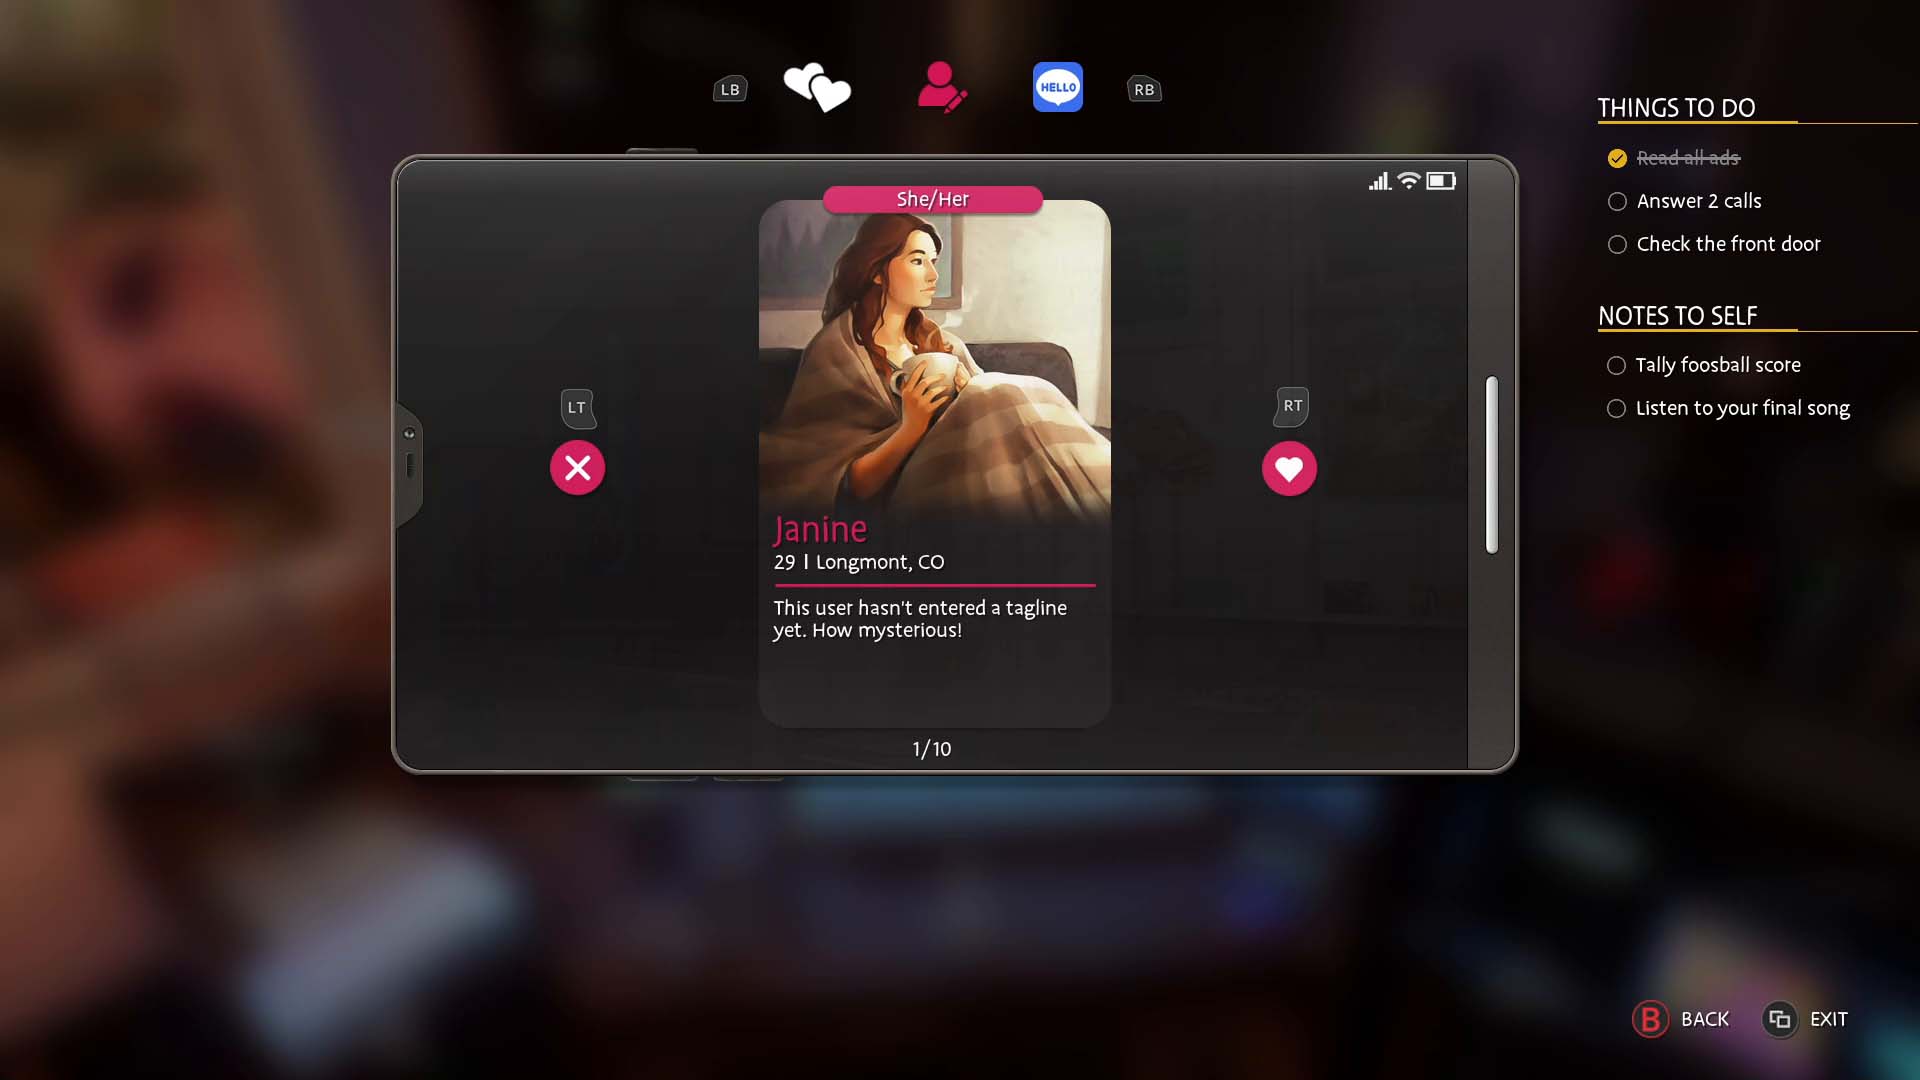 LB
HELLO
RB
THINGS TO DO
Read all ads
Answer 2 calls
Check the front door
NOTES TO SELF
Tally foosball score
Listen to your final song
She/Her
LT
RT
Janine
29 | Longmont, CO
This user hasn't entered a tagline
yet. How mysterious!
1/10
B BACK
EXIT